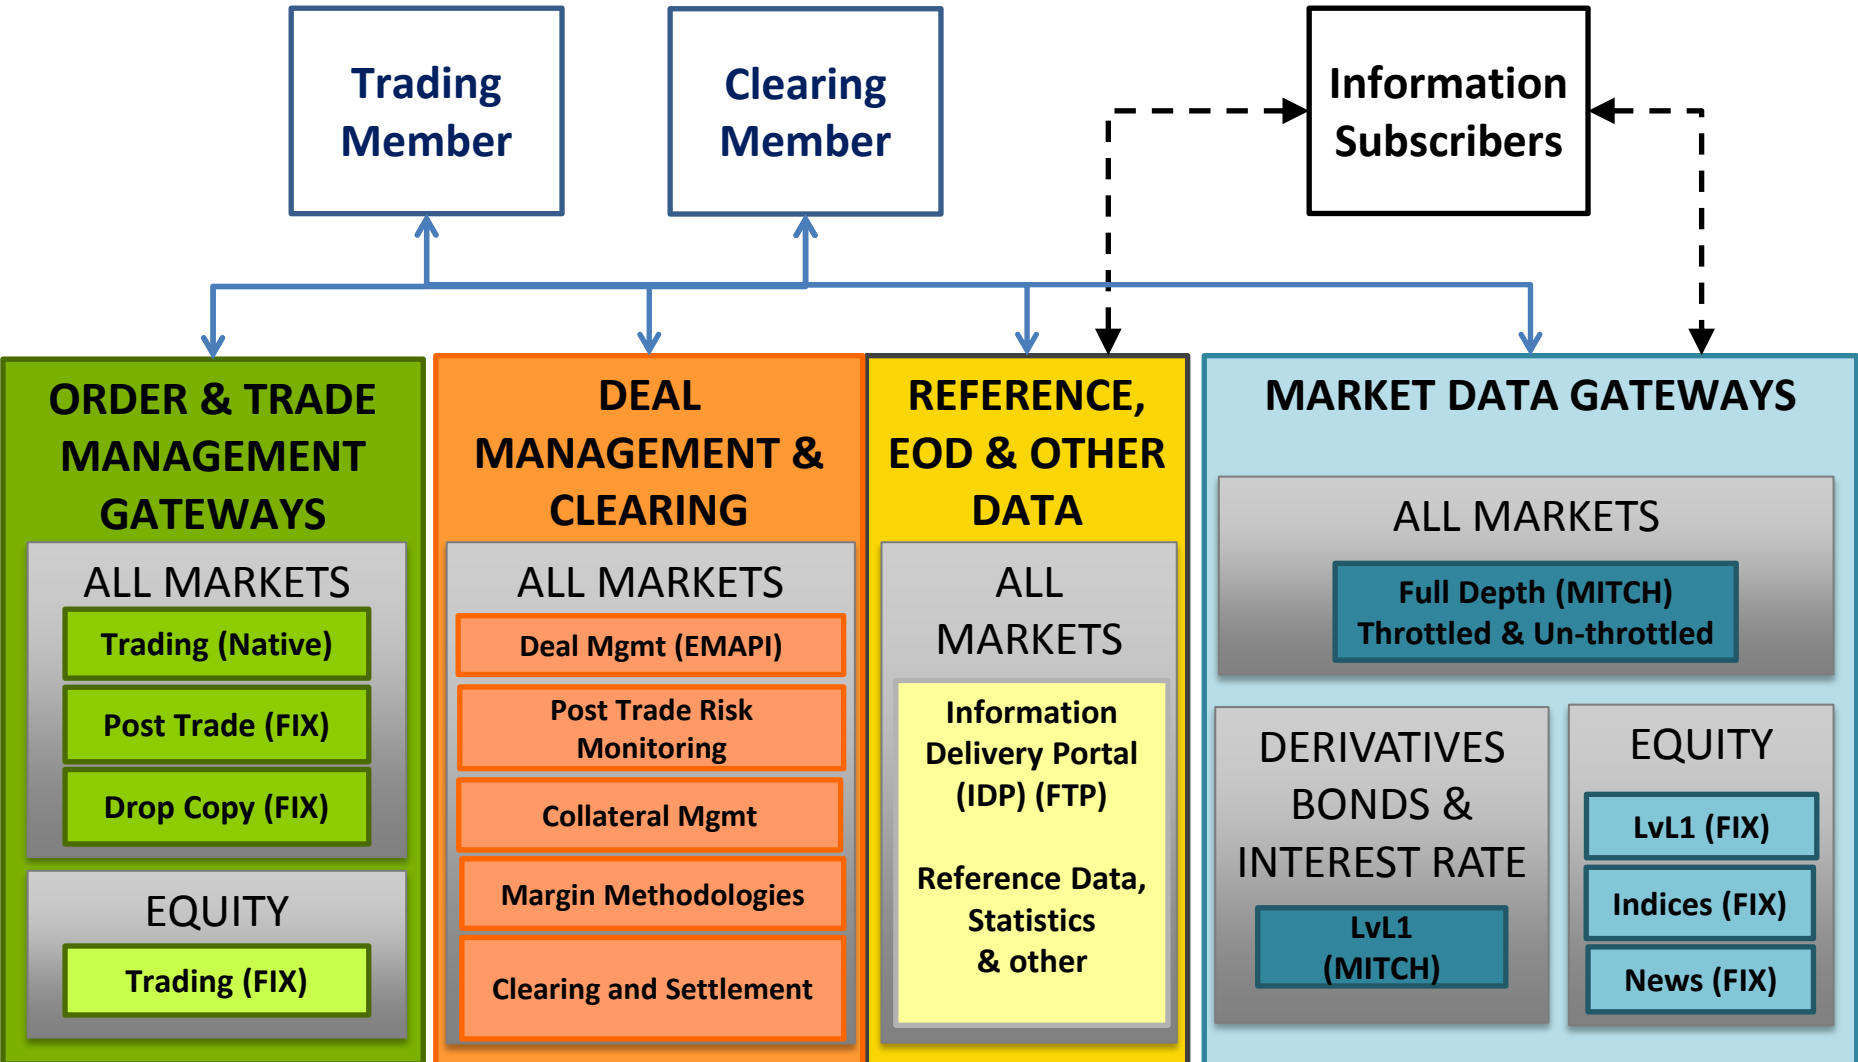 Trading
Member
Clearing
Member
Information
Subscribers
ORDER & TRADE
MANAGEMENT
GATEWAYS
ALL MARKETS
Trading (Native)
Post Trade (FIX)
Drop Copy (FIX)
EQUITY
Trading (FIX)
DEAL
MANAGEMENT &
CLEARING
ALL MARKETS
Deal Mgmt (EMAPI)
Post Trade Risk
Monitoring
Collateral Mgmt
Margin Methodologies
Clearing and Settlement
REFERENCE,
EOD & OTHER
DATA
ALL
MARKETS
Information
Delivery Portal
(IDP) (FTP)
Reference Data,
Statistics
& other
MARKET DATA GATEWAYS
ALL MARKETS
Full Depth (MITCH)
Throttled & Un-throttled
DERIVATIVES
BONDS &
INTEREST RATE
LvL1
(MITCH)
EQUITY
LvL1 (FIX)
Indices (FIX)
News (FIX)